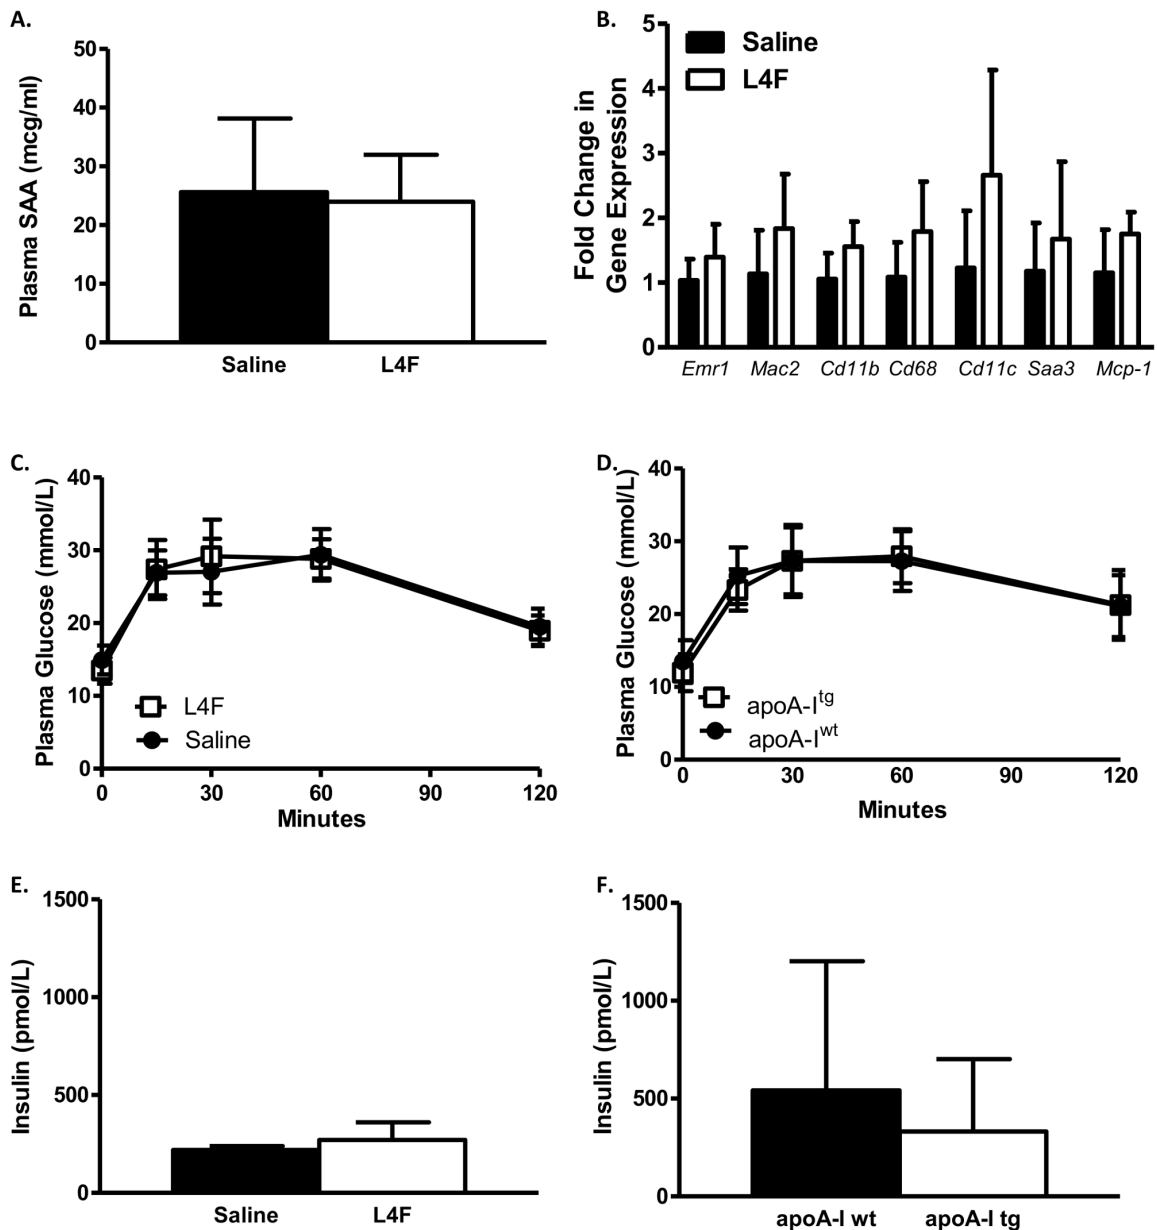 A.
Plasma SAA (mcg/ml)
50
40
30
20
10
0
Saline
L4F
B.
Fold Change in
Gene Expression
5
4
3
2
1
0
Saline
L4F
Emr1
Mac2
Cd11b
Cd68
Cd11c
Saa3
Mcp-1
C.
Plasma Glucose (mmol/L)
40
30
20
10
0
L4F
Saline
0
30
60
90
120
Minutes
D.
Plasma Glucose (mmol/L)
40
30
20
10
0
apoA-Iᵗᵍ
apoA-Iʷᵗ
0
30
60
90
120
Minutes
E.
Insulin (pmol/L)
1500
1000
500
0
Saline
L4F
F.
Insulin (pmol/L)
1500
1000
500
0
apoA-I wt
apoA-I tg